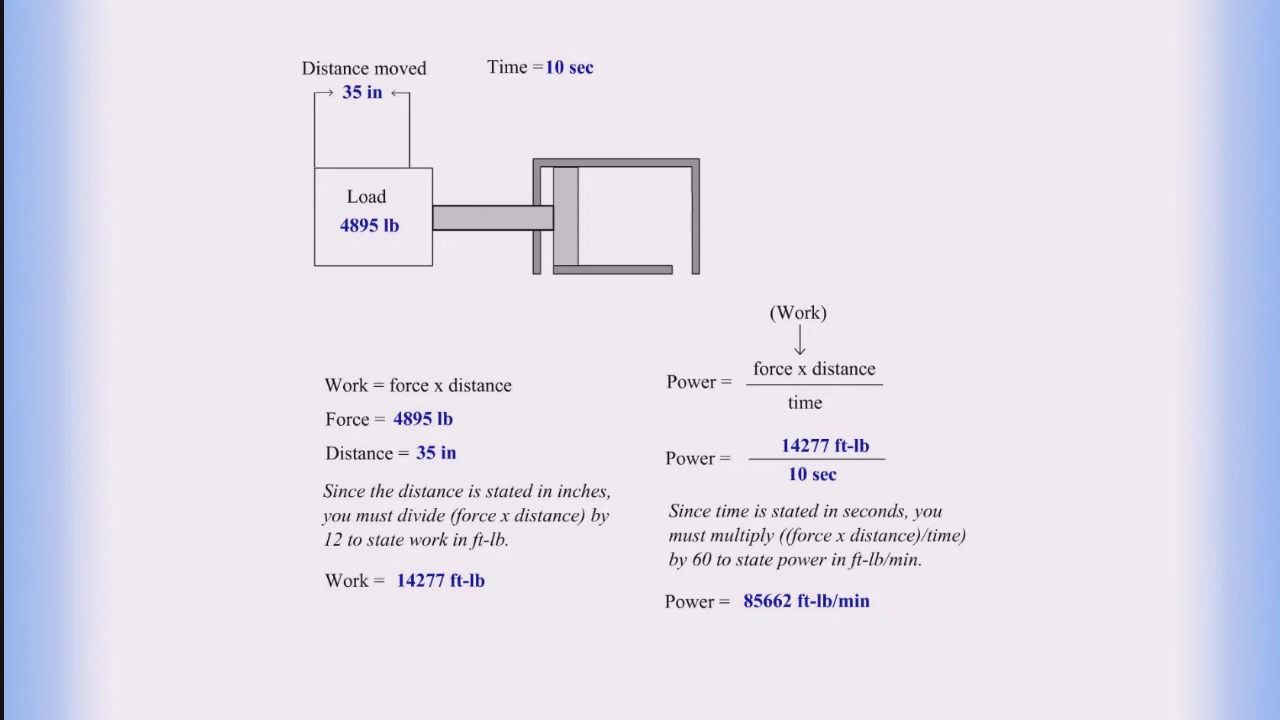 Distance moved
Time =10 sec
35 in
Load
4895 lb
(Work)
Power = force x distance
time
Work = force x distance
Force = 4895 lb
Distance = 35 in
Since the distance is stated in inches,
you must divide (force x distance) by
12 to state work in ft-lb.
Work = 14277 ft-lb
Power = 14277 ft-lb
10 sec
Since time is stated in seconds, you
must multiply ((force x distance)/time)
by 60 to state power in ft-lb/min.
Power = 85662 ft-lb/min